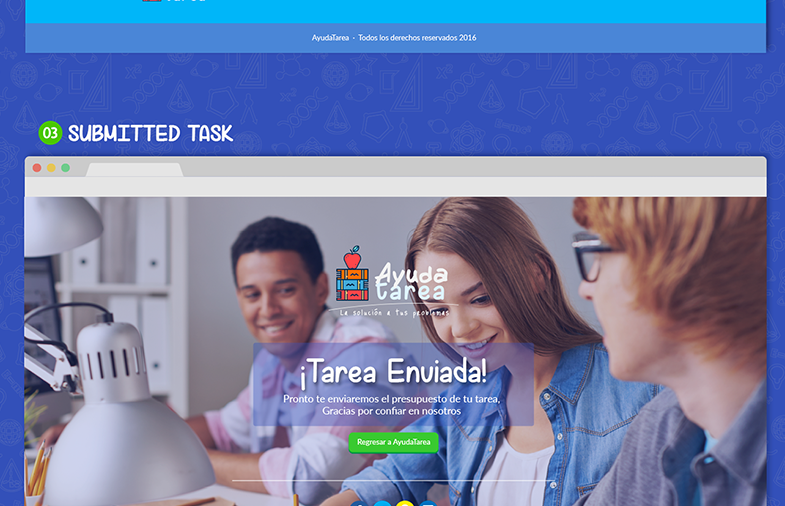 AyudaTarea - Todos los derechos reservados 2016
03 SUBMITTED TASK
Ayuda
tarea
La solución a tus problemas
¡Tarea Enviada!
Pronto te enviaremos el presupuesto de tu tarea,
Gracias por confiar en nosotros
Regresar a AyudaTarea